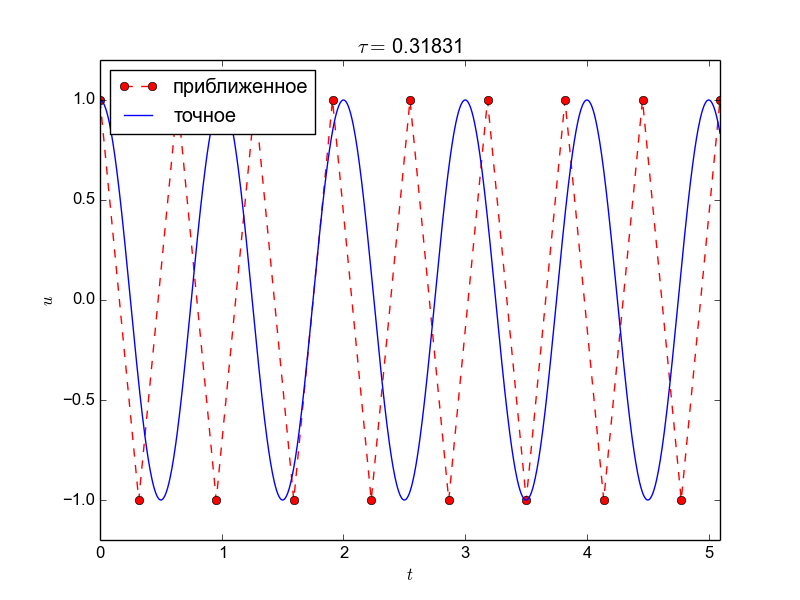 τ = 0.31831
приближенное
точное
1.0
0.5
0.0
−0.5
−1.0
u
0 1 2 3 4 5
t